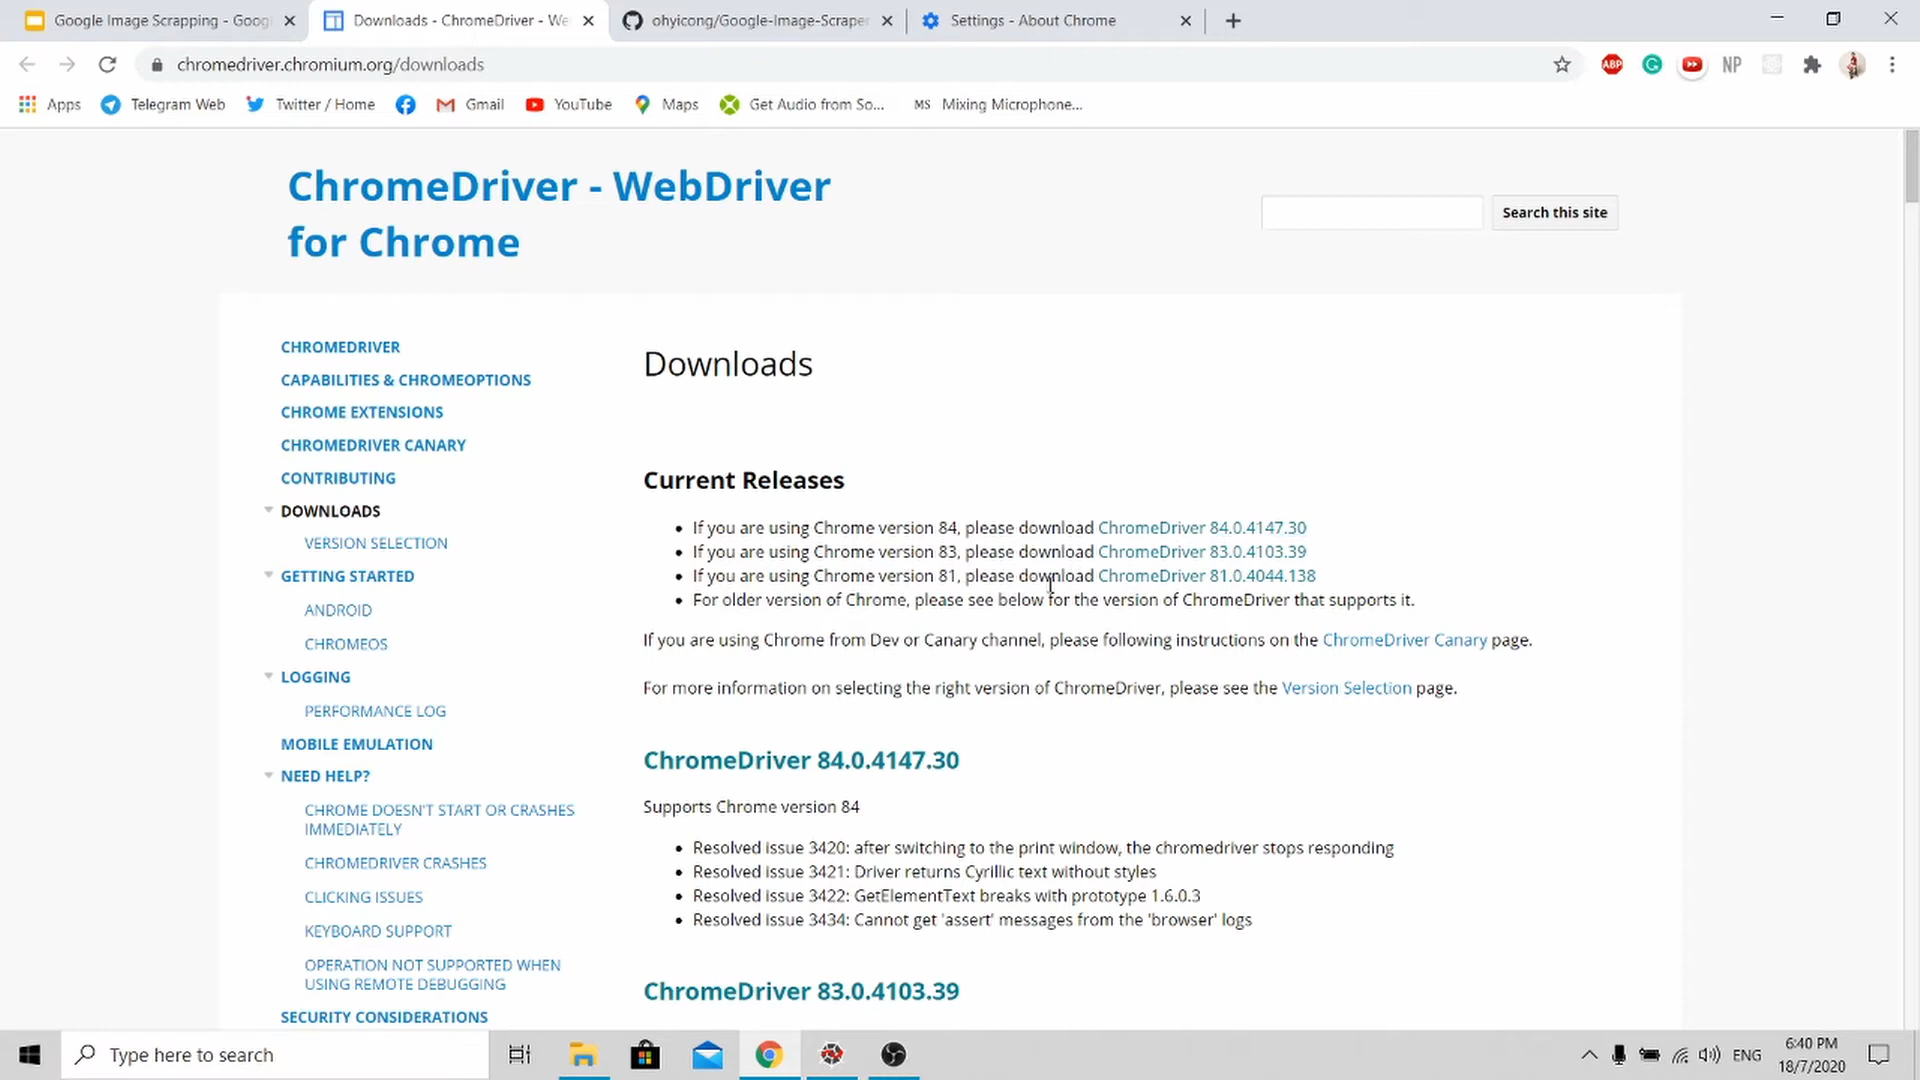 Google Image Scrapping - Goog
Downloads - ChromeDriver - We
ohyicong/Google-Image-Scraper
Settings - About Chrome
chromedriver.chromium.org/downloads
ABP
NP
Apps
Telegram Web
Twitter / Home
Gmail
YouTube
Maps
Get Audio from So...
MS Mixing Microphone...
ChromeDriver - WebDriver
for Chrome
Search this site
CHROMEDRIVER
CAPABILITIES & CHROMEOPTIONS
CHROME EXTENSIONS
CHROMEDRIVER CANARY
CONTRIBUTING
DOWNLOADS
VERSION SELECTION
GETTING STARTED
ANDROID
CHROMEOS
LOGGING
PERFORMANCE LOG
MOBILE EMULATION
NEED HELP?
CHROME DOESN'T START OR CRASHES
IMMEDIATELY
CHROMEDRIVER CRASHES
CLICKING ISSUES
KEYBOARD SUPPORT
OPERATION NOT SUPPORTED WHEN
USING REMOTE DEBUGGING
SECURITY CONSIDERATIONS
Downloads
Current Releases
• If you are using Chrome version 84, please download ChromeDriver 84.0.4147.30
• If you are using Chrome version 83, please download ChromeDriver 83.0.4103.39
• If you are using Chrome version 81, please download ChromeDriver 81.0.4044.138
• For older version of Chrome, please see below for the version of ChromeDriver that supports it.
If you are using Chrome from Dev or Canary channel, please following instructions on the ChromeDriver Canary page.
For more information on selecting the right version of ChromeDriver, please see the Version Selection page.
ChromeDriver 84.0.4147.30
Supports Chrome version 84
• Resolved issue 3420: after switching to the print window, the chromedriver stops responding
• Resolved issue 3421: Driver returns Cyrillic text without styles
• Resolved issue 3422: GetElementText breaks with prototype 1.6.0.3
• Resolved issue 3434: Cannot get 'assert' messages from the 'browser' logs
ChromeDriver 83.0.4103.39
Type here to search
ENG
6:40 PM
18/7/2020